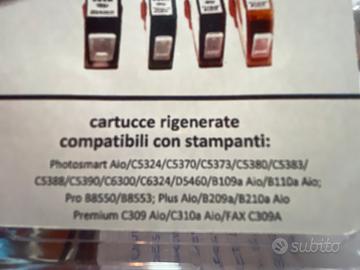 cartucce rigenerate
compatibili con stampanti:
Photosmart Aio/C5324/C5370/C5373/C5380/C5383/
C5388/C5390/C6300/C6324/D5460/B109a Aio/B110a Aio;
Pro B8550/B8553; Plus Aio/B209a/B210a Aio
Premium C309 Aio/C310a Aio/FAX C309A
subito